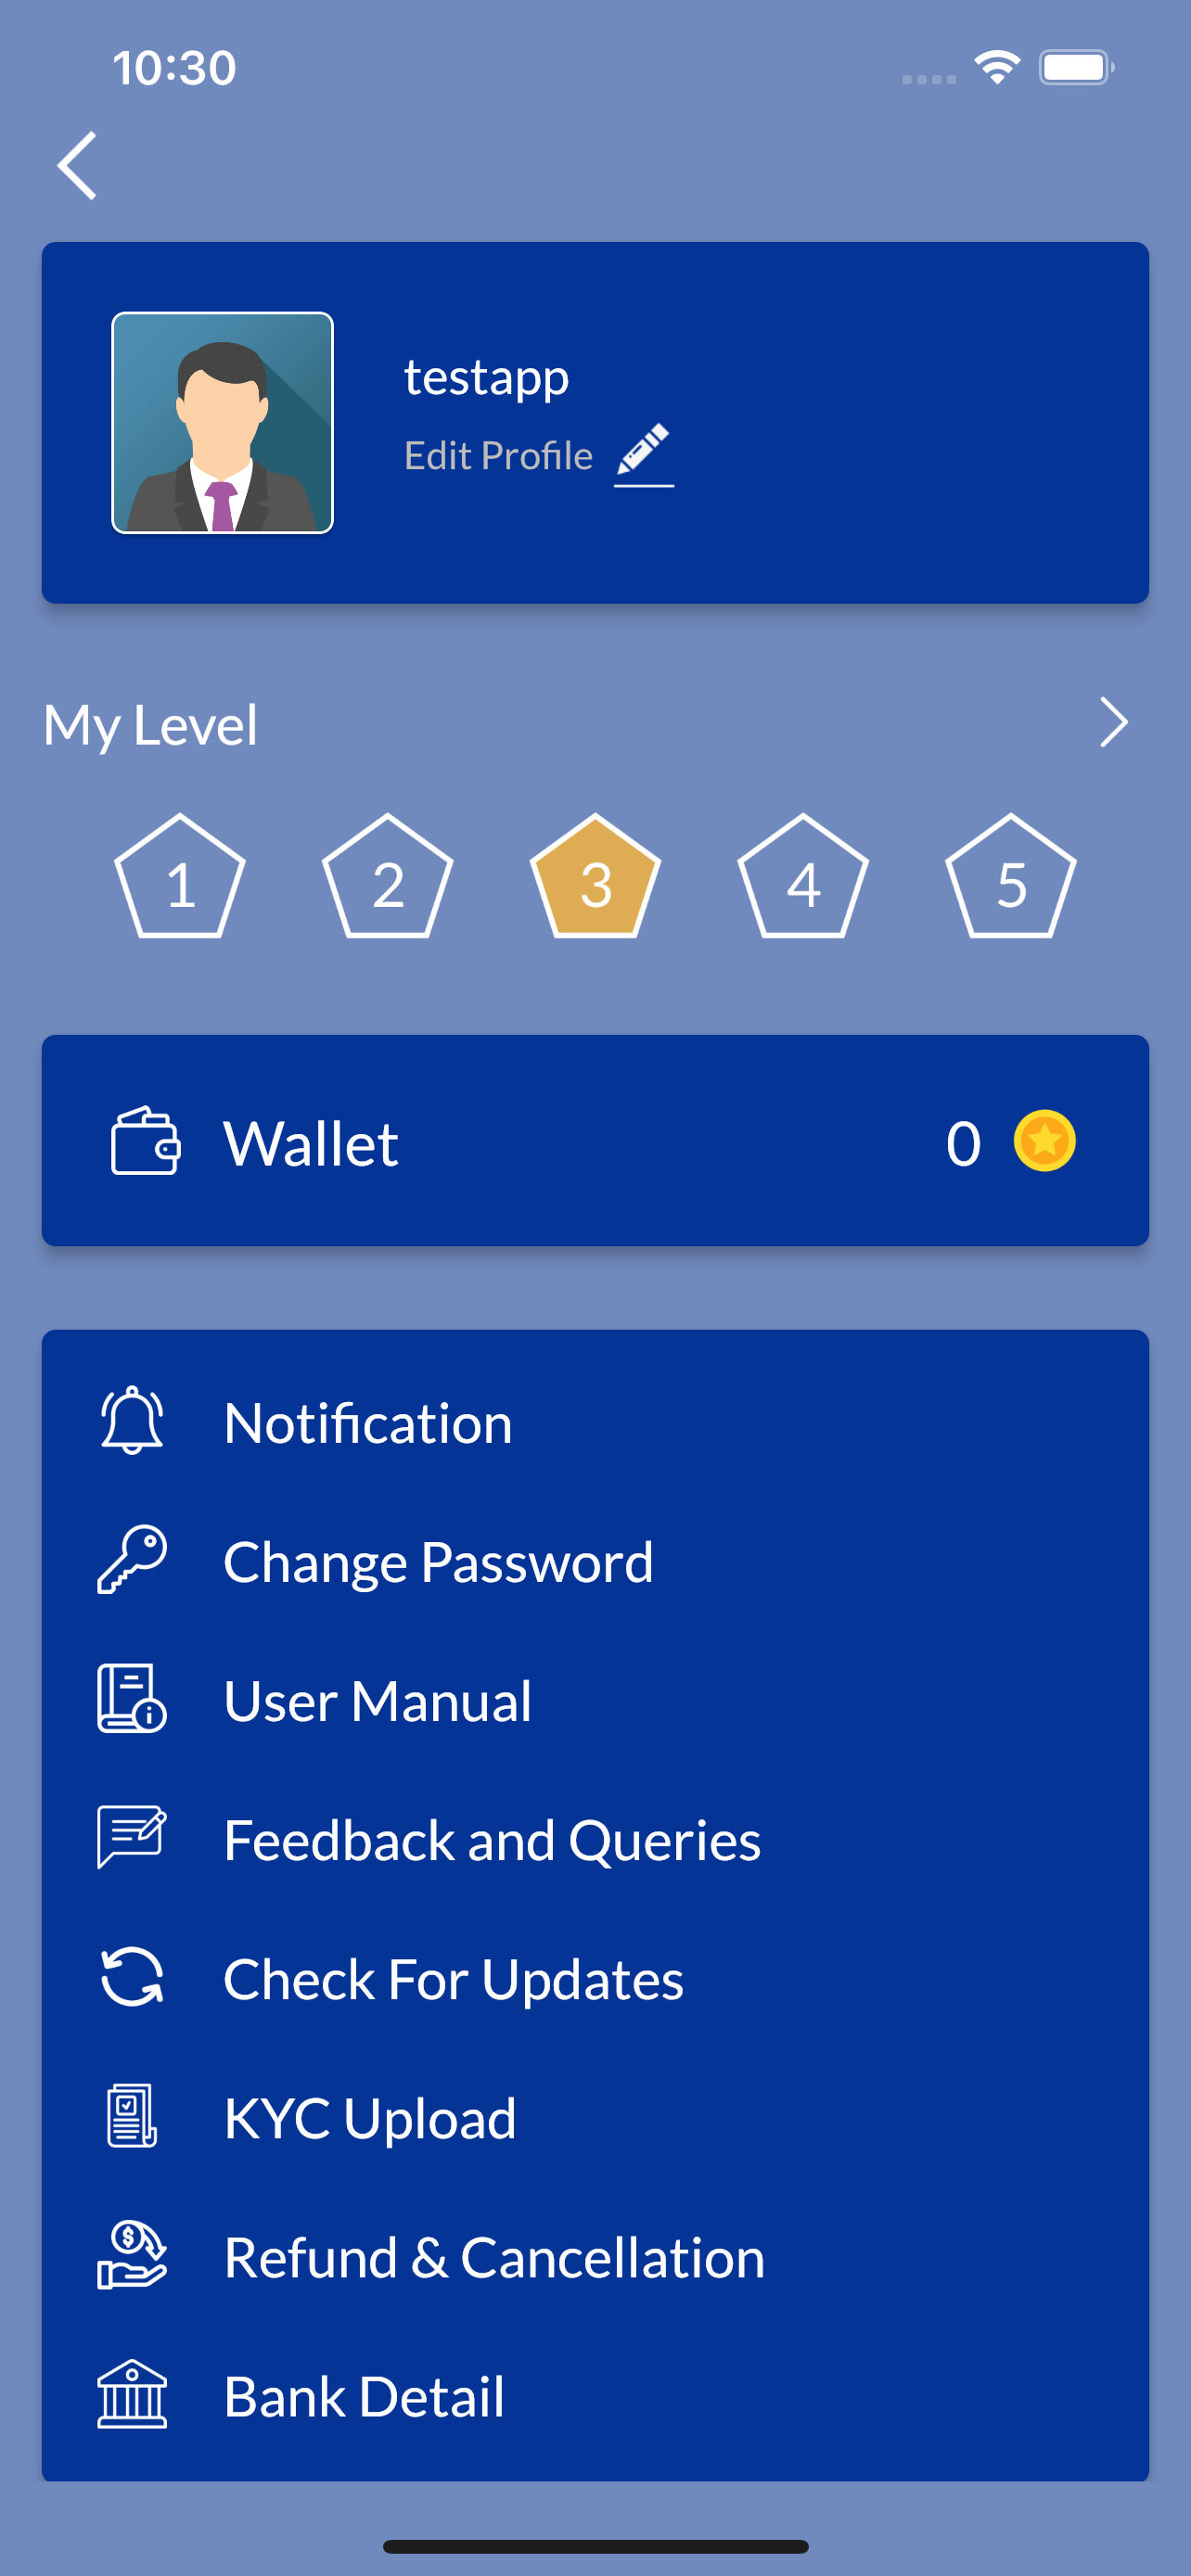 10:30
testapp
Edit Profile
My Level
1 2 3 4 5
Wallet 0
Notification
Change Password
User Manual
Feedback and Queries
Check For Updates
KYC Upload
Refund & Cancellation
Bank Detail